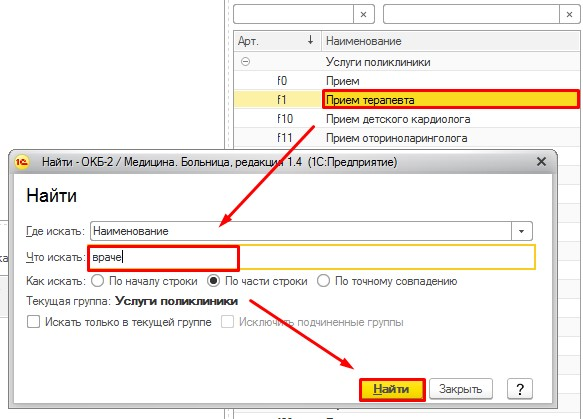 Арт. ↓ Наименование
Услуги поликлиники
f0 Прием
f1 Прием терапевта
f10 Прием детского кардиолога
f11 Прием оториноларинголога
Найти - ОКБ-2 / Медицина. Больница, редакция 1.4 (1С:Предприятие)
Найти
Где искать: Наименование
Что искать: враче
Как искать: По началу строки По части строки По точному совпадению
Текущая группа: Услуги поликлиники
Искать только в текущей группе Исключить подчиненные группы
Найти Закрыть ?